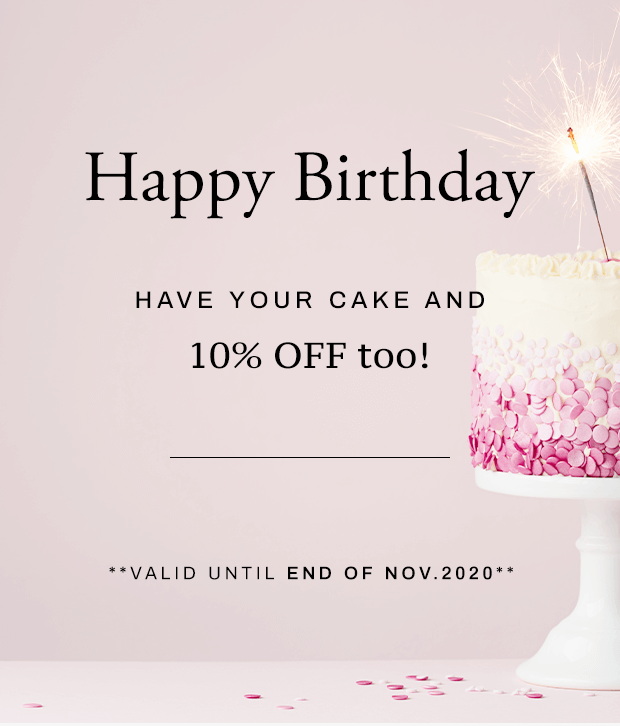 Happy Birthday
HAVE YOUR CAKE AND
10% OFF too!
**VALID UNTIL END OF NOV.2020**